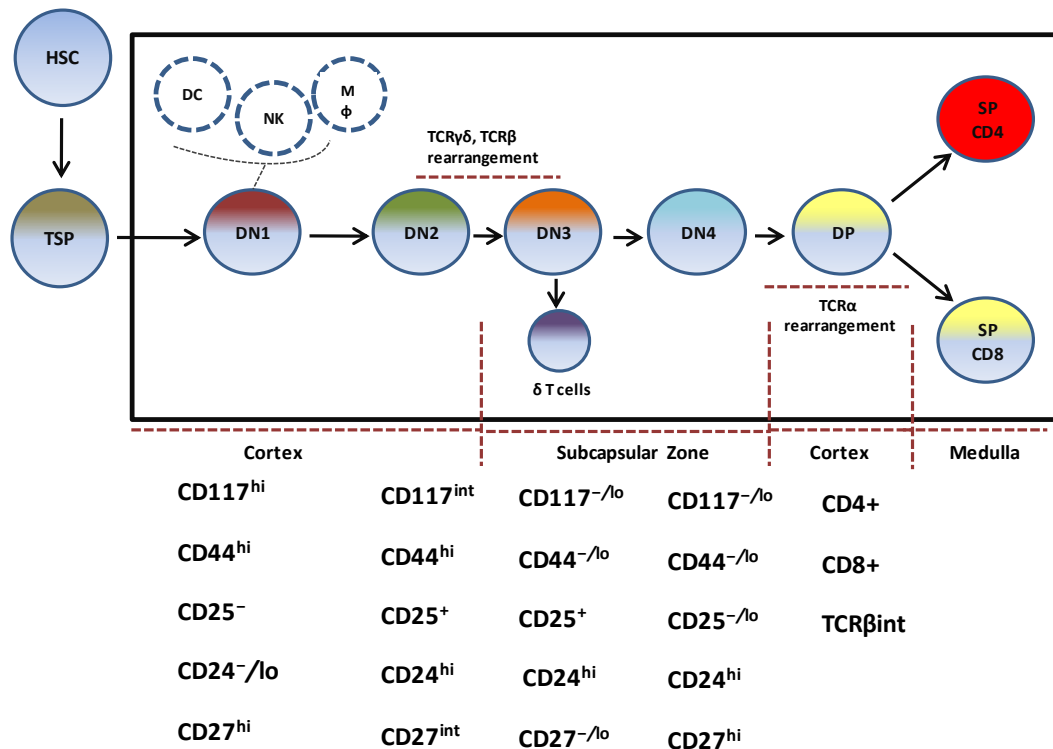 HSC
DC
NK
M
ф
TCRγδ, TCRβ
rearrangement
SP
CD4
TSP
DN1
DN2
DN3
DN4
DP
TCRα
rearrangement
SP
CD8
δ T cells
Cortex
Subcapsular Zone
Cortex
Medulla
CD117hi CD117int CD117−/lo CD117−/lo CD4+
CD44hi CD44hi CD44−/lo CD44−/lo CD8+
CD25− CD25+ CD25+ CD25−/lo TCRβint
CD24−/lo CD24hi CD24hi CD24hi
CD27hi CD27int CD27−/lo CD27hi